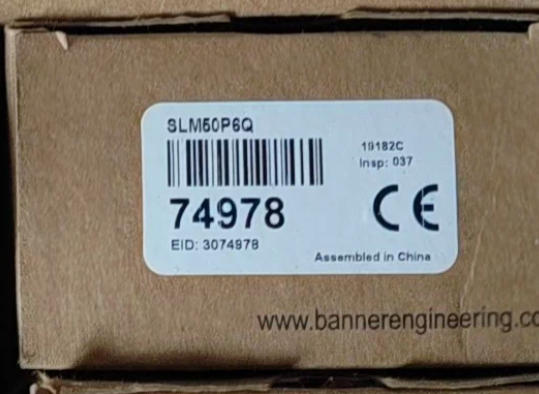 SLM50P6Q
19182C
Insp: 037
74978
EID: 3074978
Assembled in China
www.bannerengineering.co